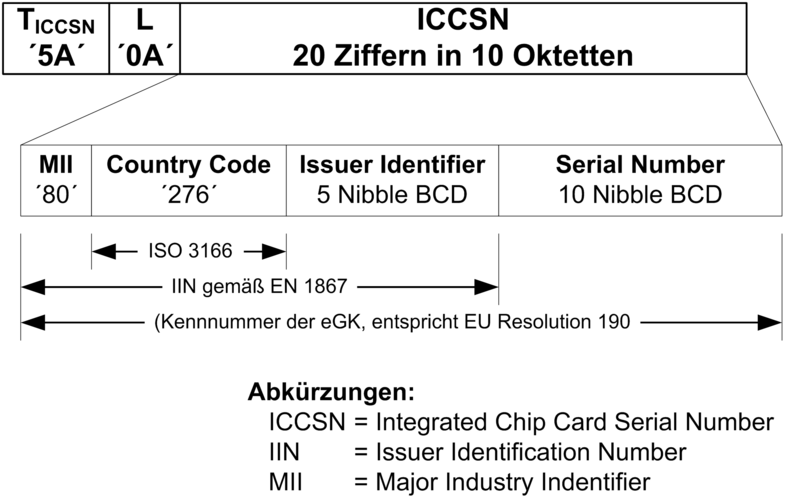 T_ICCSN L ICCSN
´5A´ ´0A´ 20 Ziffern in 10 Oktetten
MII Country Code Issuer Identifier Serial Number
´80´ ´276´ 5 Nibble BCD 10 Nibble BCD
ISO 3166
IIN gemäß EN 1867
(Kennnummer der eGK, entspricht EU Resolution 190
Abkürzungen:
ICCSN = Integrated Chip Card Serial Number
IIN = Issuer Identification Number
MII = Major Industry Indentifier